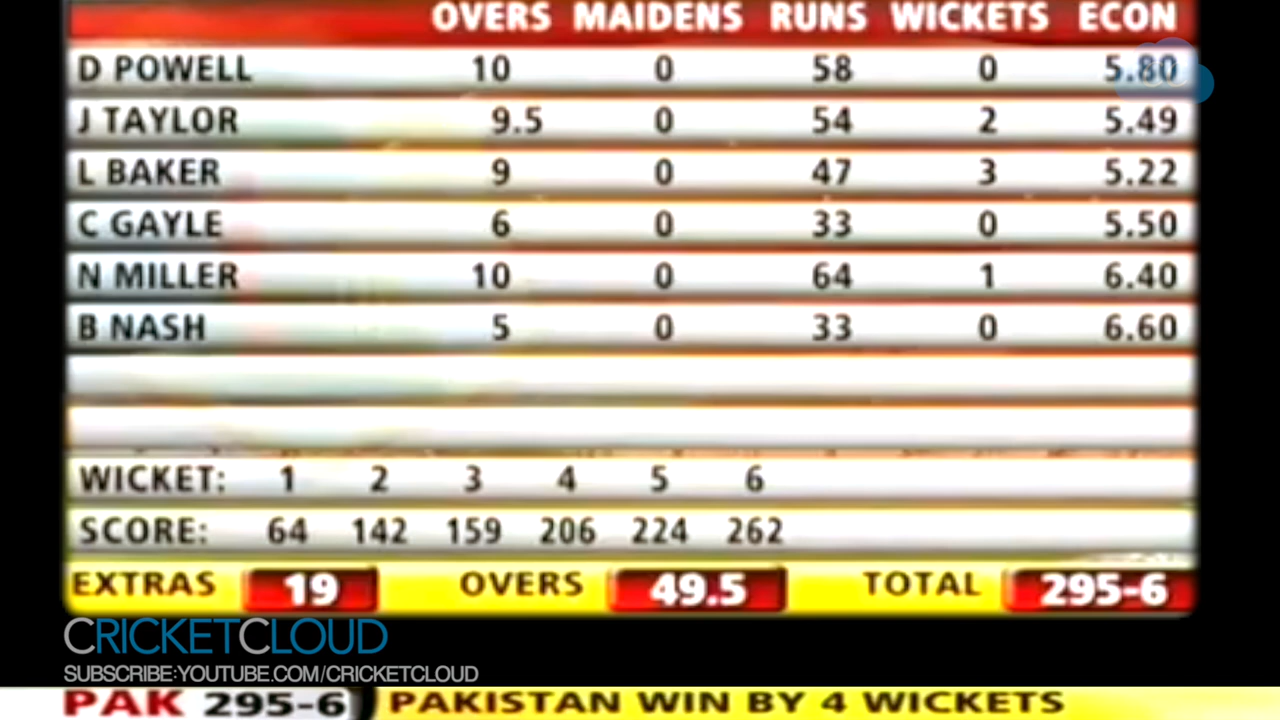 OVERS MAIDENS RUNS WICKETS ECON
D POWELL 10 0 58 0 5.80
J TAYLOR 9.5 0 54 2 5.49
L BAKER 9 0 47 3 5.22
C GAYLE 6 0 33 0 5.50
N MILLER 10 0 64 1 6.40
B NASH 5 0 33 0 6.60
WICKET: 1 2 3 4 5 6
SCORE: 64 142 159 206 224 262
EXTRAS 19 OVERS 49.5 TOTAL 295-6
CRICKETCLOUD
SUBSCRIBE:YOUTUBE.COM/CRICKETCLOUD
PAK 295-6 PAKISTAN WIN BY 4 WICKETS